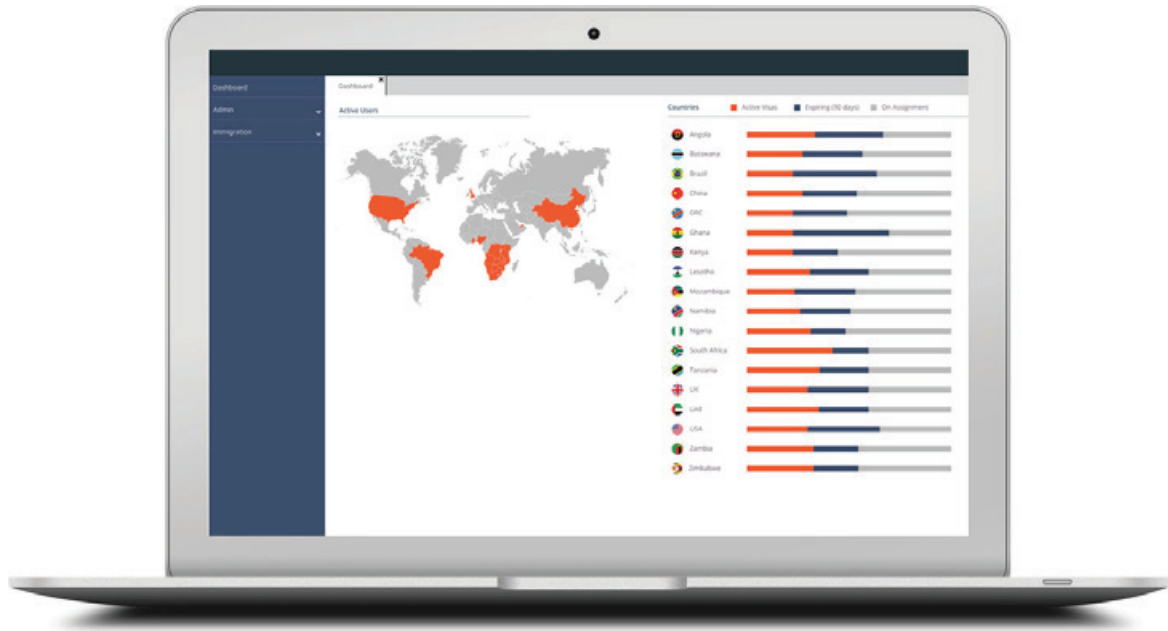 Dashboard
Admin
Immigration
Dashboard
Active Users
Countries Active Visas Expiring (90 days) On Assignment
Angola
Botswana
Brazil
China
DRC
Ghana
Kenya
Lesotho
Mozambique
Namibia
Nigeria
South Africa
Tanzania
UK
UAE
USA
Zambia
Zimbabwe